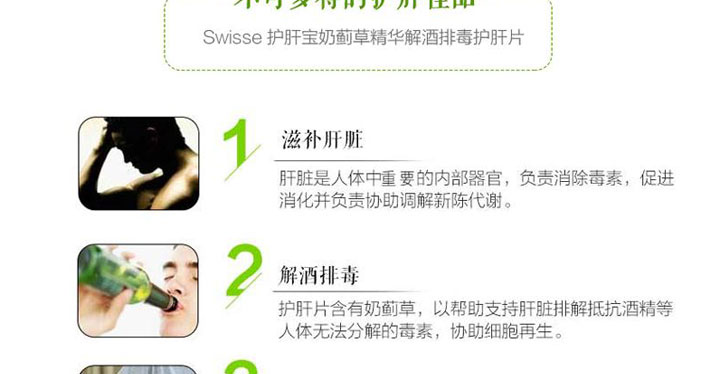 Swisse 护肝宝奶蓟草精华解酒排毒护肝片
1 滋补肝脏
肝脏是人体中重要的内部器官，负责消除毒素，促进
消化并负责协助调解新陈代谢。
2 解酒排毒
护肝片含有奶蓟草，以帮助支持肝脏排解抵抗酒精等
人体无法分解的毒素，协助细胞再生。